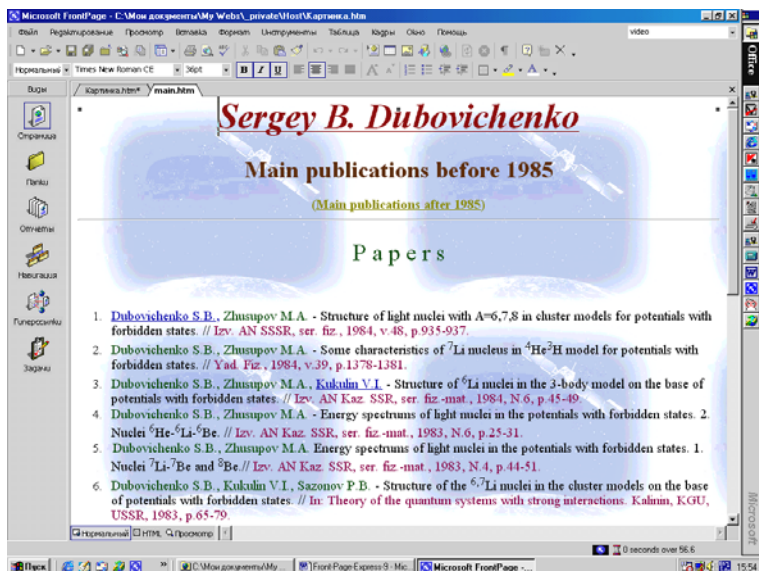 Microsoft FrontPage - C:\Мои документы\My Webs\_private\Host\Картинка.htm
Файл Редактирование Просмотр Вставка Формат Инструменты Таблица Кадры Окно Помощь
video
Нормальный Times New Roman CE 36pt
Виды
Картинка.htm* main.htm
Office
Страница
Папки
Отчеты
Навигация
Гиперссылки
Задачи
Sergey B. Dubovichenko
Main publications before 1985
(Main publications after 1985)
Papers
1. Dubovichenko S.B., Zhusupov M.A. - Structure of light nuclei with A=6,7,8 in cluster models for potentials with
forbidden states. // Izv. AN SSSR, ser. fiz., 1984, v.48, p.935-937.
2. Dubovichenko S.B., Zhusupov M.A. - Some characteristics of ⁷Li nucleus in ⁴He³H model for potentials with
forbidden states. // Yad. Fiz., 1984, v.39, p.1378-1381.
3. Dubovichenko S.B., Zhusupov M.A., Kukulin V.I. - Structure of ⁶Li nuclei in the 3-body model on the base of
potentials with forbidden states. // Izv. AN Kaz. SSR, ser. fiz.-mat., 1984, N.6, p.45-49.
4. Dubovichenko S.B., Zhusupov M.A. - Energy spectrums of light nuclei in the potentials with forbidden states. 2.
Nuclei ⁶He-⁶Li-⁶Be. // Izv. AN Kaz. SSR, ser. fiz.-mat., 1983, N.6, p.25-31.
5. Dubovichenko S.B., Zhusupov M.A. Energy spectrums of light nuclei in the potentials with forbidden states. 1.
Nuclei ⁷Li-⁷Be and ⁸Be.// Izv. AN Kaz. SSR, ser. fiz.-mat., 1983, N.4, p.44-51.
6. Dubovichenko S.B., Kukulin V.I., Sazonov P.B. - Structure of the ⁶,⁷Li nuclei in the cluster models on the base
of potentials with forbidden states. // In: Theory of the quantum systems with strong interactions. Kalinin, KGU,
USSR, 1983, p.65-79.
Microsoft
Нормальный HTML Просмотр
0 seconds over 56.6
Пуск C:\Мои документы\My... Front-Page-Express-9 - Mic... Microsoft FrontPage -... 15:54